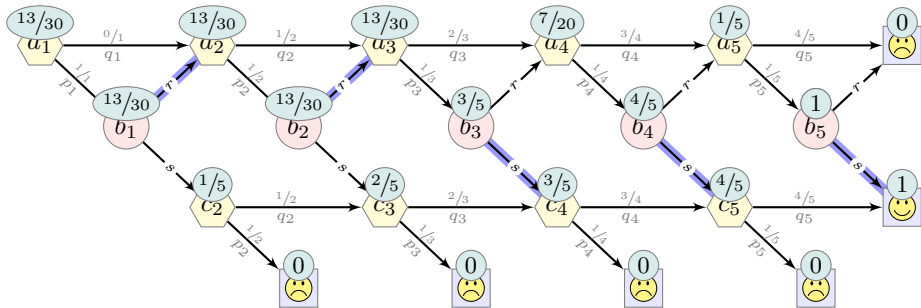 13/30 13/30 13/30 7/20 1/5 0
a1 0/1 q1 a2 1/2 q2 a3 2/3 q3 a4 3/4 q4 a5 4/5 q5
1/1 p1 r 1/2 p2 r 1/3 p3 r 1/4 p4 r 1/5 p5 r
13/30 13/30 3/5 4/5 1
b1 b2 b3 b4 b5
s s s s s
1/5 2/5 3/5 4/5 1
c2 1/2 q2 c3 2/3 q3 c4 3/4 q4 c5 4/5 q5
1/2 p2 1/3 p3 1/4 p4 1/5 p5
0 0 0 0